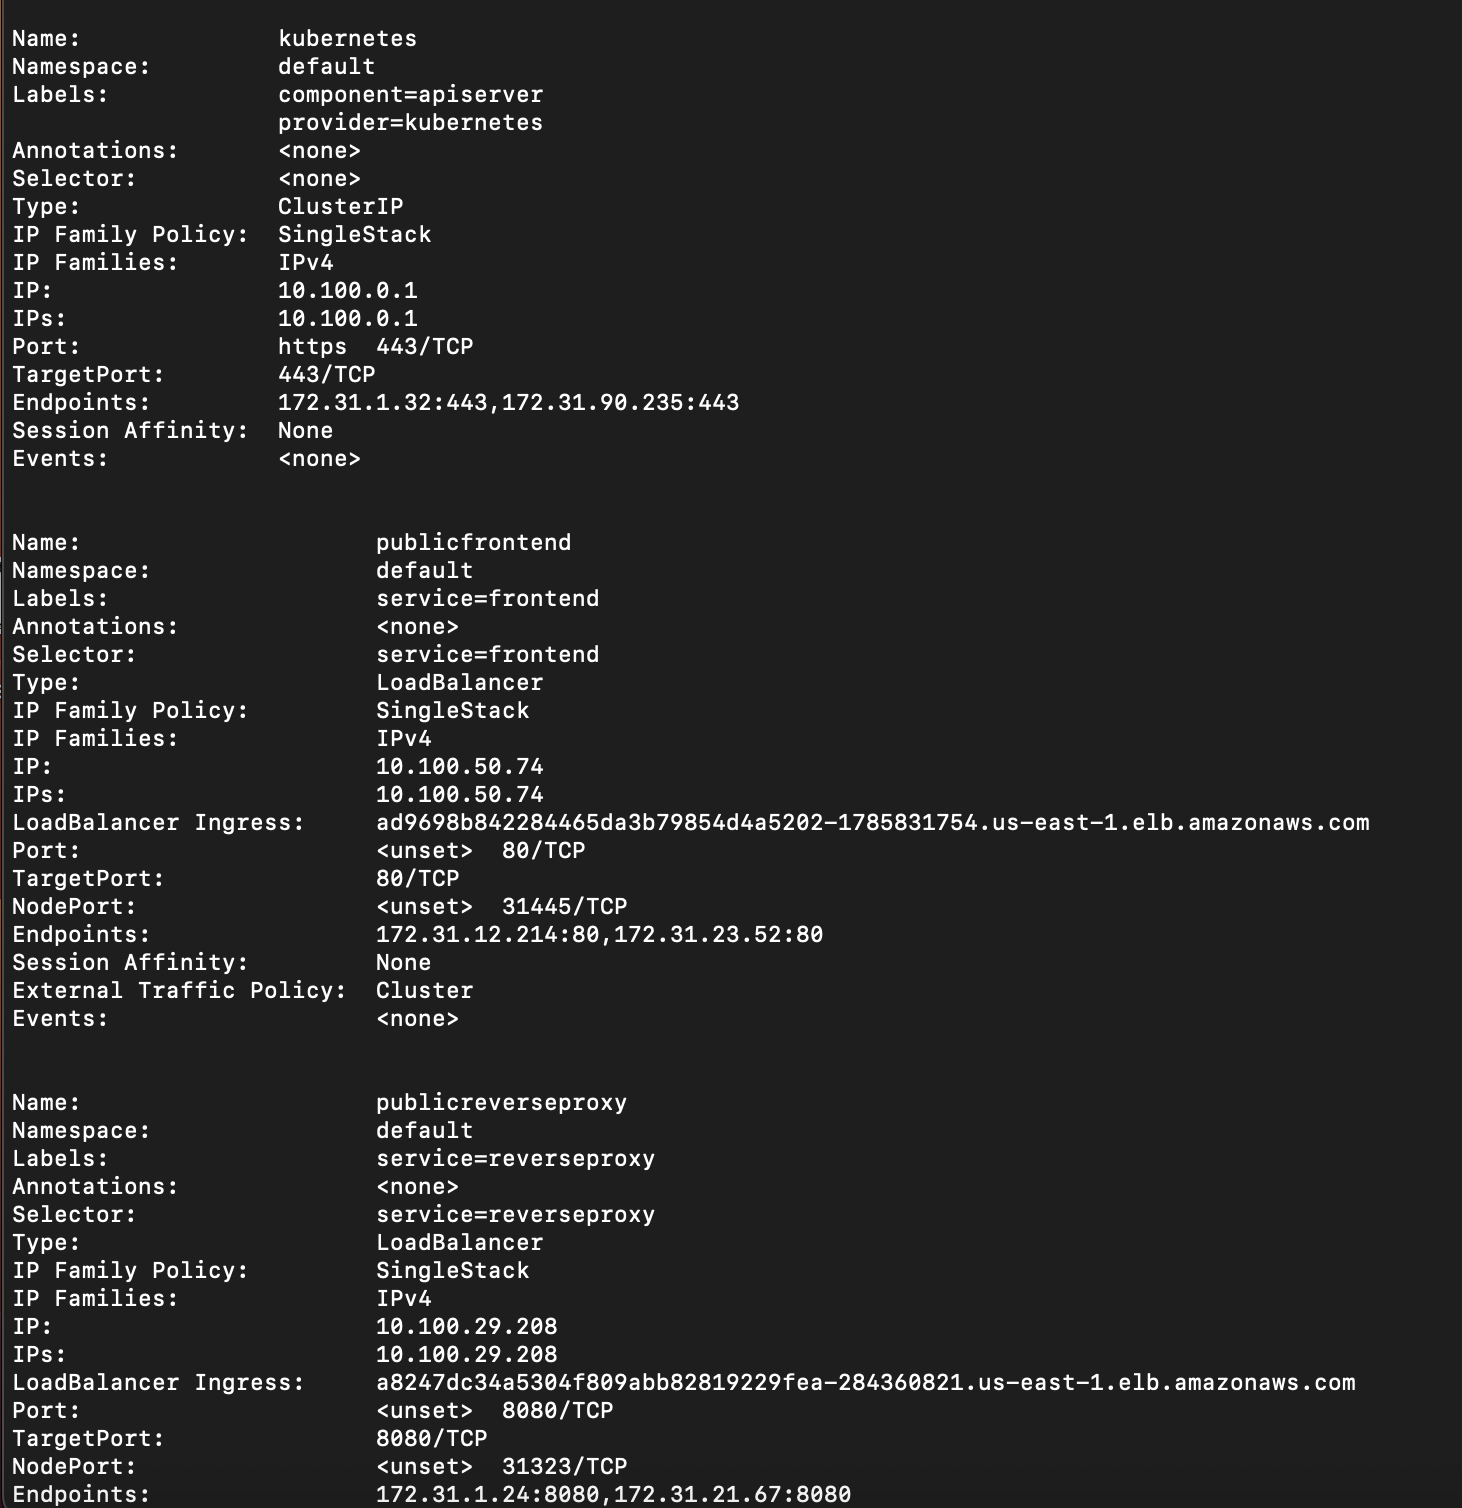 Name:              kubernetes
Namespace:         default
Labels:            component=apiserver
                   provider=kubernetes
Annotations:       <none>
Selector:          <none>
Type:              ClusterIP
IP Family Policy:  SingleStack
IP Families:       IPv4
IP:                10.100.0.1
IPs:               10.100.0.1
Port:              https  443/TCP
TargetPort:        443/TCP
Endpoints:         172.31.1.32:443,172.31.90.235:443
Session Affinity:  None
Events:            <none>

Name:                     publicfrontend
Namespace:                default
Labels:                   service=frontend
Annotations:              <none>
Selector:                 service=frontend
Type:                     LoadBalancer
IP Family Policy:         SingleStack
IP Families:              IPv4
IP:                       10.100.50.74
IPs:                      10.100.50.74
LoadBalancer Ingress:     ad9698b842284465da3b79854d4a5202-1785831754.us-east-1.elb.amazonaws.com
Port:                     <unset>  80/TCP
TargetPort:               80/TCP
NodePort:                 <unset>  31445/TCP
Endpoints:                172.31.12.214:80,172.31.23.52:80
Session Affinity:         None
External Traffic Policy:  Cluster
Events:                   <none>

Name:                     publicreverseproxy
Namespace:                default
Labels:                   service=reverseproxy
Annotations:              <none>
Selector:                 service=reverseproxy
Type:                     LoadBalancer
IP Family Policy:         SingleStack
IP Families:              IPv4
IP:                       10.100.29.208
IPs:                      10.100.29.208
LoadBalancer Ingress:     a8247dc34a5304f809abb82819229fea-284360821.us-east-1.elb.amazonaws.com
Port:                     <unset>  8080/TCP
TargetPort:               8080/TCP
NodePort:                 <unset>  31323/TCP
Endpoints:                172.31.1.24:8080,172.31.21.67:8080